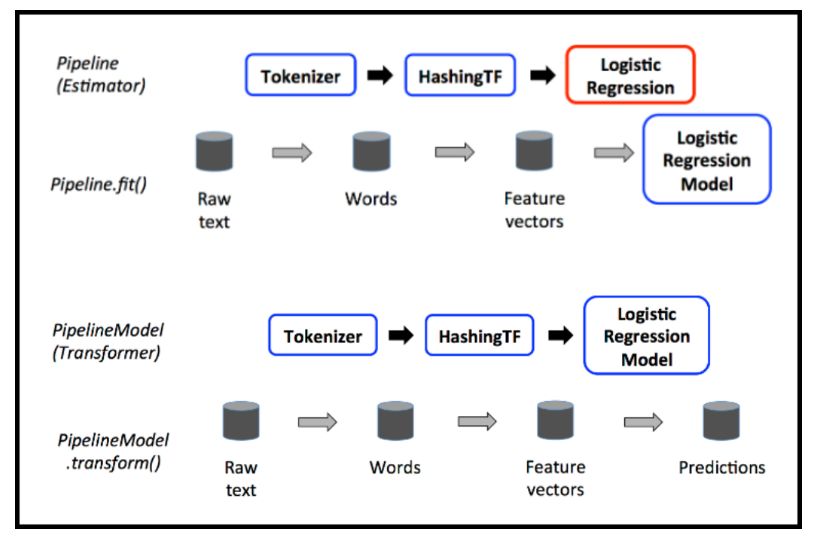 Pipeline
(Estimator)
Tokenizer
HashingTF
Logistic
Regression
Pipeline.fit()
Raw
text
Words
Feature
vectors
Logistic
Regression
Model
PipelineModel
(Transformer)
Tokenizer
HashingTF
Logistic
Regression
Model
PipelineModel
.transform()
Raw
text
Words
Feature
vectors
Predictions